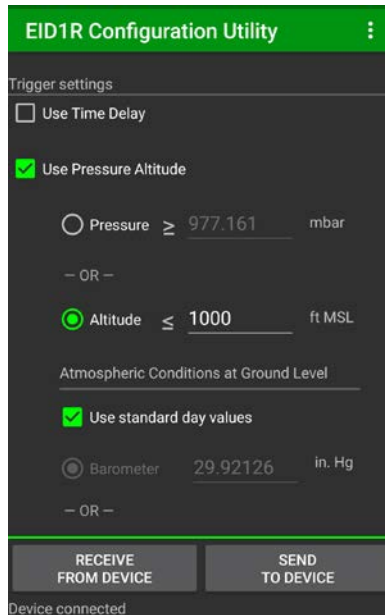 EID1R Configuration Utility
Trigger settings
Use Time Delay
Use Pressure Altitude
Pressure ≥ 977.161 mbar
— OR —
Altitude ≤ 1000 ft MSL
Atmospheric Conditions at Ground Level
Use standard day values
Barometer 29.92126 in. Hg
— OR —
RECEIVE SEND
FROM DEVICE TO DEVICE
Device connected